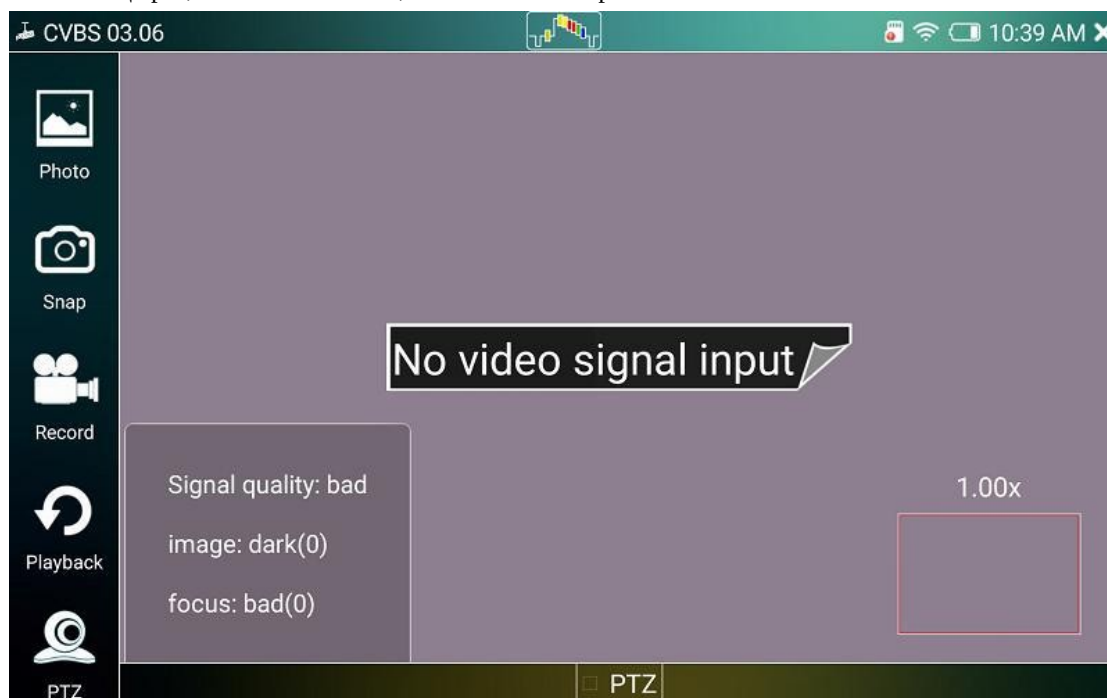 CVBS 03.06
10:39 AM
Photo
Snap
Record
Playback
PTZ
No video signal input
Signal quality: bad
image: dark(0)
focus: bad(0)
1.00x
PTZ